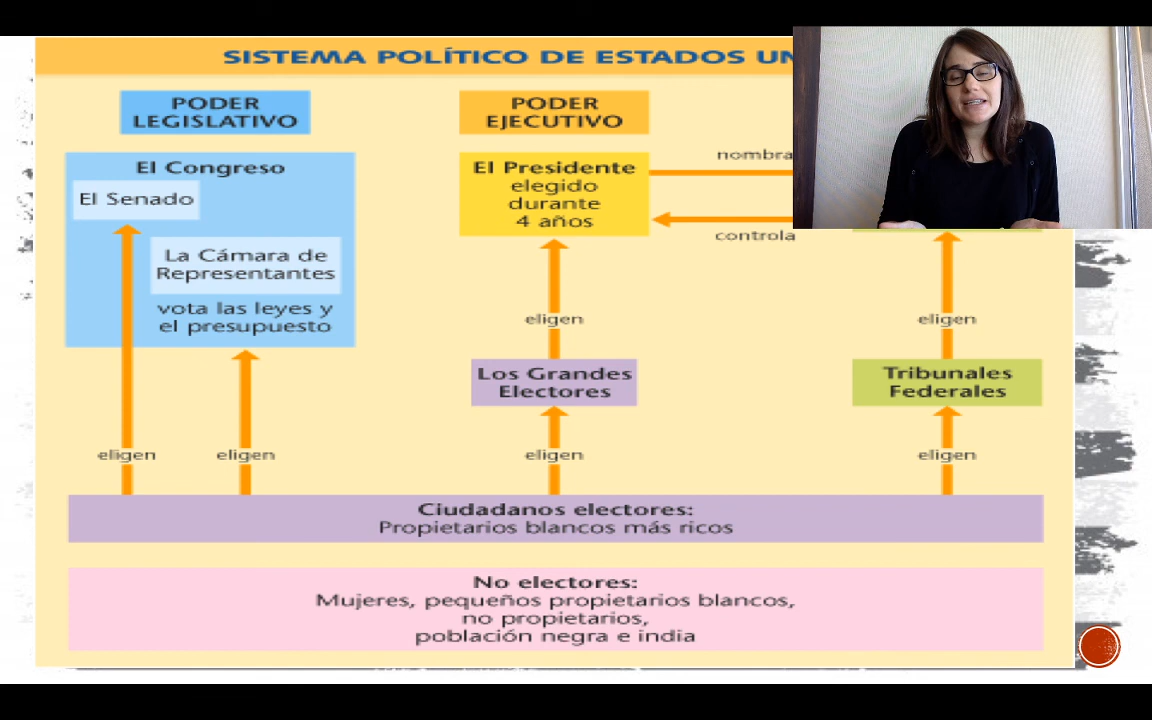 SISTEMA POLÍTICO DE ESTADOS
PODER
LEGISLATIVO
El Congreso
El Senado
La Cámara de
Representantes
vota las leyes y
el presupuesto
PODER
EJECUTIVO
El Presidente
elegido
durante
4 años
nombra
controla
eligen
eligen
Los Grandes
Electores
Tribunales
Federales
eligen
eligen
eligen
eligen
Ciudadanos electores:
Propietarios blancos más ricos
No electores:
Mujeres, pequeños propietarios blancos,
no propietarios,
población negra e india